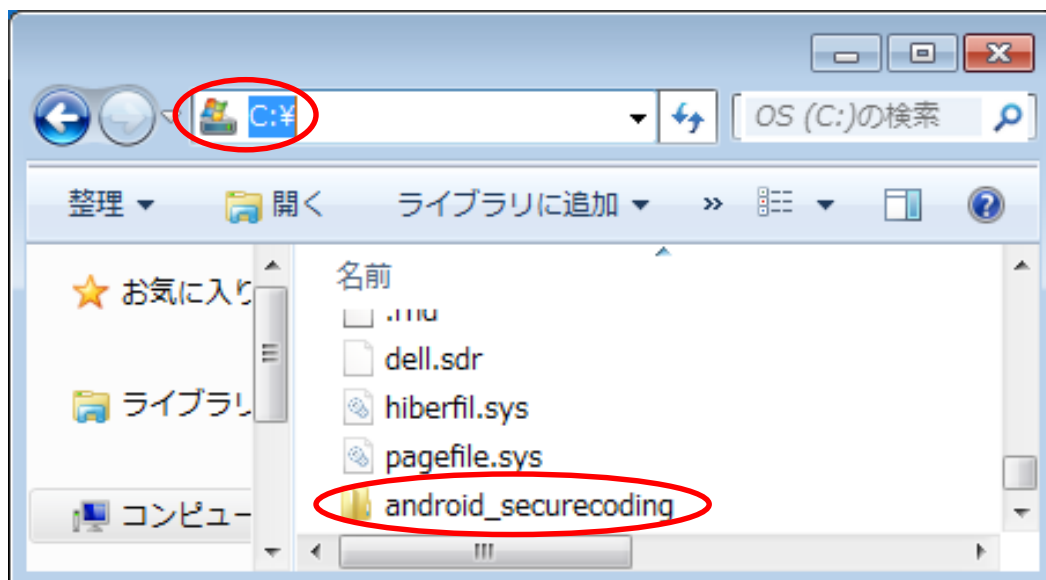 C:¥
OS (C:)の検索
整理 開く ライブラリに追加 »
お気に入り
ライブラリ
コンピュー
名前
dell.sdr
hiberfil.sys
pagefile.sys
android_securecoding